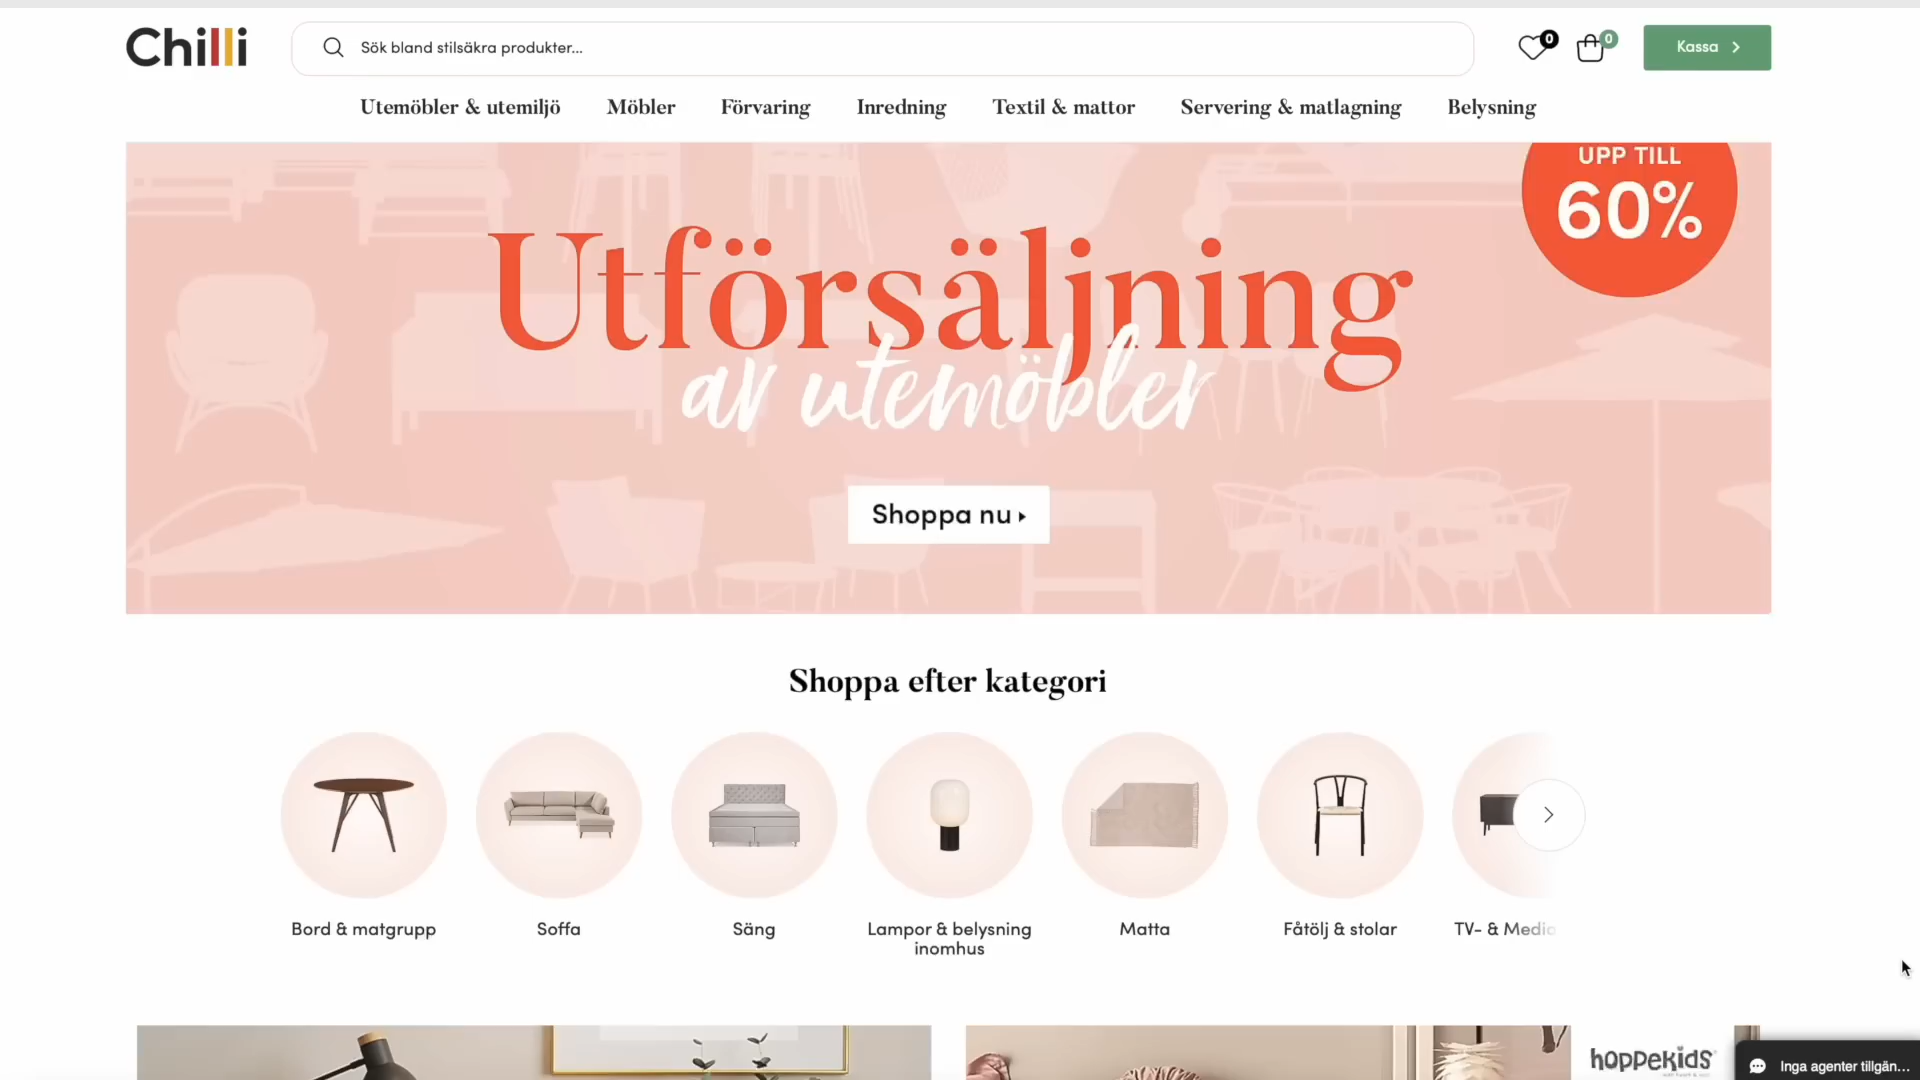 Chilli
Sök bland stilsäkra produkter...
0
0
Kassa
Utemöbler & utemiljö
Möbler
Förvaring
Inredning
Textil & mattor
Servering & matlagning
Belysning
UPP TILL
60%
Utförsäljning
av utemöbler
Shoppa nu
Shoppa efter kategori
Bord & matgrupp
Soffa
Säng
Lampor & belysning
inomhus
Matta
Fåtölj & stolar
TV- & Media
hoppekids
Inga agenter tillgän...